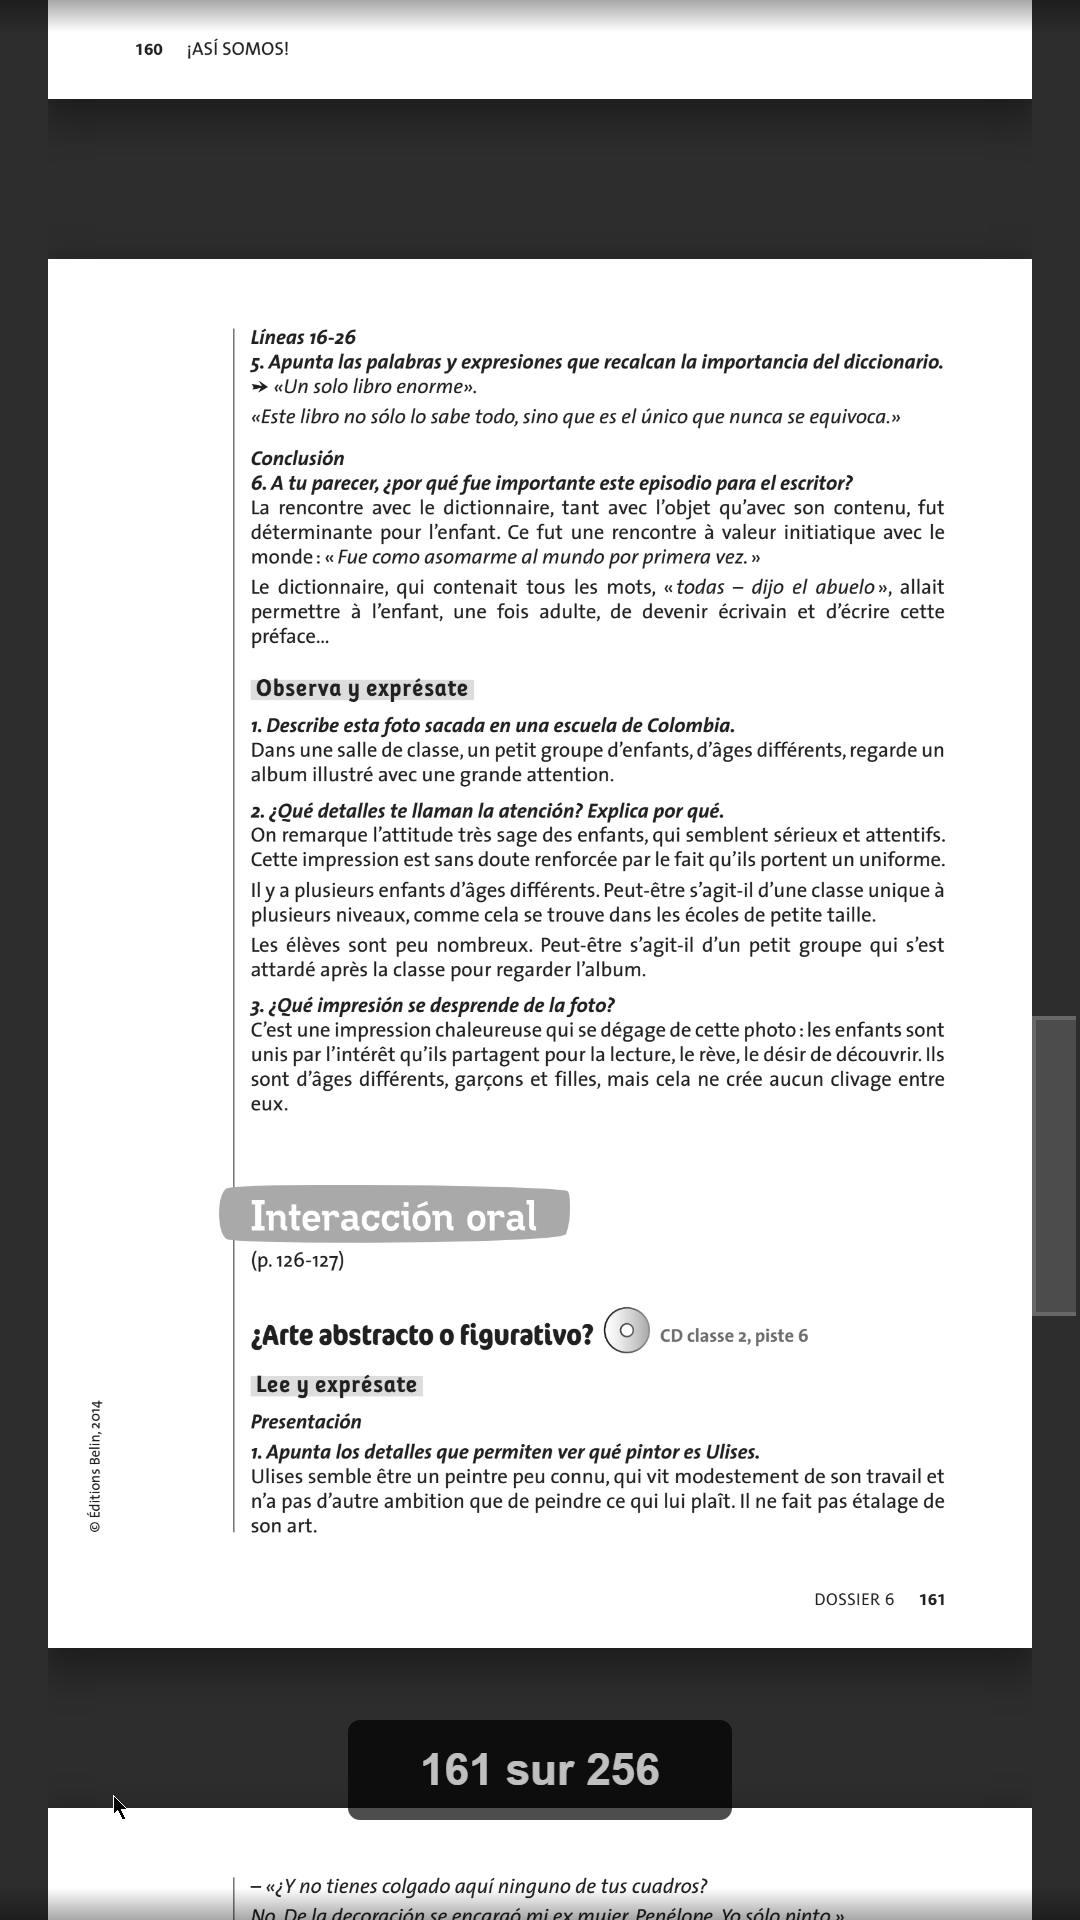 160 ¡ASÍ SOMOS!
Líneas 16-26
5. Apunta las palabras y expresiones que recalcan la importancia del diccionario.
➔ «Un solo libro enorme».
«Este libro no sólo lo sabe todo, sino que es el único que nunca se equivoca.»
Conclusión
6. A tu parecer, ¿por qué fue importante este episodio para el escritor?
La rencontre avec le dictionnaire, tant avec l’objet qu’avec son contenu, fut
déterminante pour l’enfant. Ce fut une rencontre à valeur initiatique avec le
monde : « Fue como asomarme al mundo por primera vez. »
Le dictionnaire, qui contenait tous les mots, « todas – dijo el abuelo », allait
permettre à l’enfant, une fois adulte, de devenir écrivain et d’écrire cette
préface…
Observa y exprésate
1. Describe esta foto sacada en una escuela de Colombia.
Dans une salle de classe, un petit groupe d’enfants, d’âges différents, regarde un
album illustré avec une grande attention.
2. ¿Qué detalles te llaman la atención? Explica por qué.
On remarque l’attitude très sage des enfants, qui semblent sérieux et attentifs.
Cette impression est sans doute renforcée par le fait qu’ils portent un uniforme.
Il y a plusieurs enfants d’âges différents. Peut-être s’agit-il d’une classe unique à
plusieurs niveaux, comme cela se trouve dans les écoles de petite taille.
Les élèves sont peu nombreux. Peut-être s’agit-il d’un petit groupe qui s’est
attardé après la classe pour regarder l’album.
3. ¿Qué impresión se desprende de la foto?
C’est une impression chaleureuse qui se dégage de cette photo : les enfants sont
unis par l’intérêt qu’ils partagent pour la lecture, le rêve, le désir de découvrir. Ils
sont d’âges différents, garçons et filles, mais cela ne crée aucun clivage entre
eux.
Interacción oral
(p. 126-127)
¿Arte abstracto o figurativo? CD classe 2, piste 6
Lee y exprésate
Presentación
1. Apunta los detalles que permiten ver qué pintor es Ulises.
Ulises semble être un peintre peu connu, qui vit modestement de son travail et
n’a pas d’autre ambition que de peindre ce qui lui plaît. Il ne fait pas étalage de
son art.
© Éditions Belin, 2014
DOSSIER 6 161
161 sur 256
– «¿Y no tienes colgado aquí ninguno de tus cuadros?
No. De la decoración se encargó mi ex mujer, Penélope. Yo sólo pinto.»